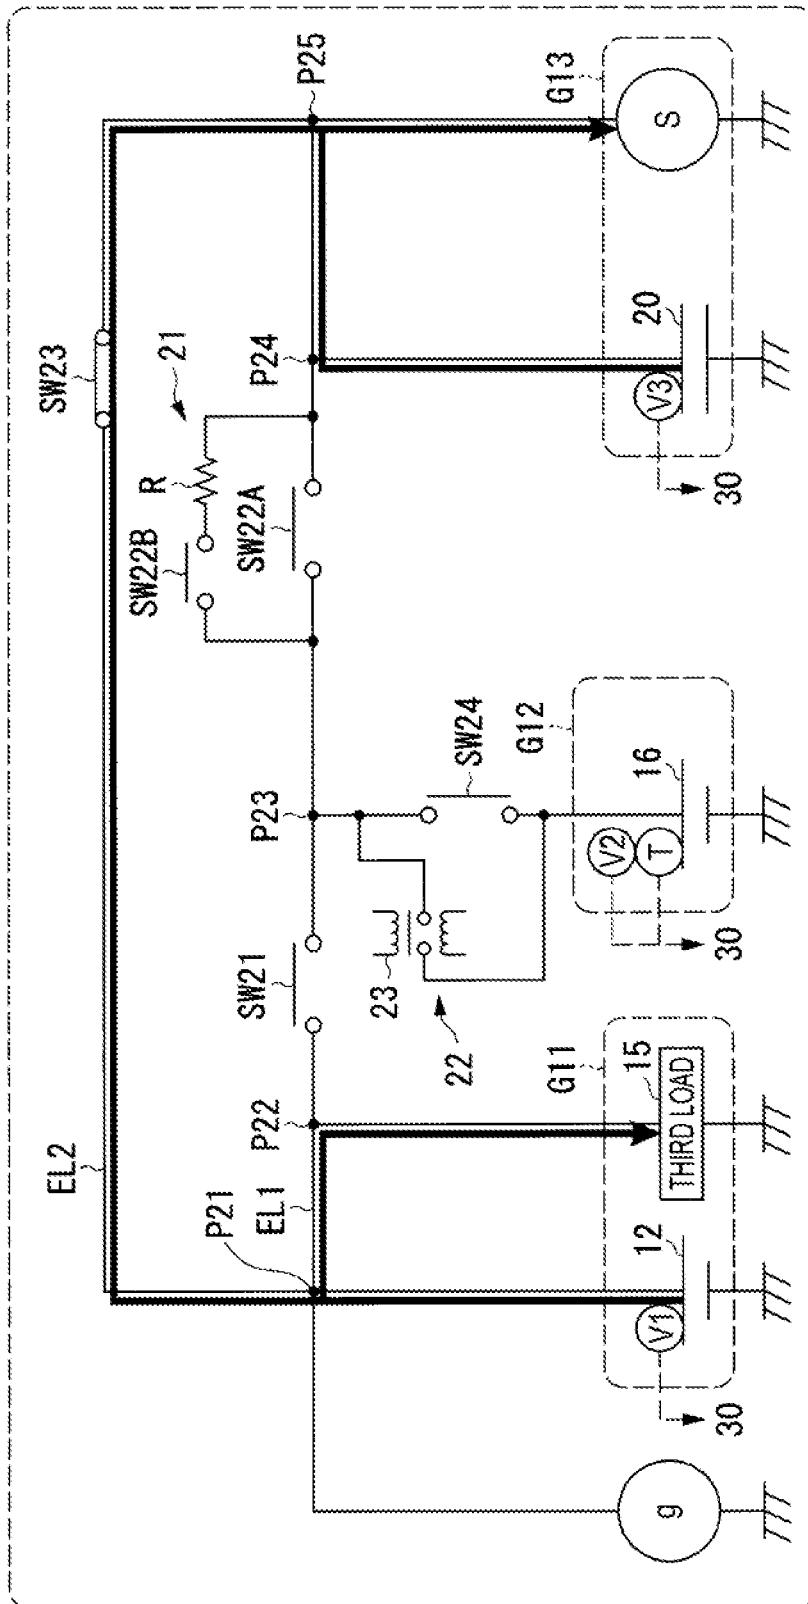 EL2
SW23
P21
EL1
P22
SW21
P23
SW22B
R
21
SW22A
P24
P25
23
22
SW24
G11
12
15
V1
THIRD LOAD
30
g
G12
16
V2
T
30
G13
20
V3
S
30